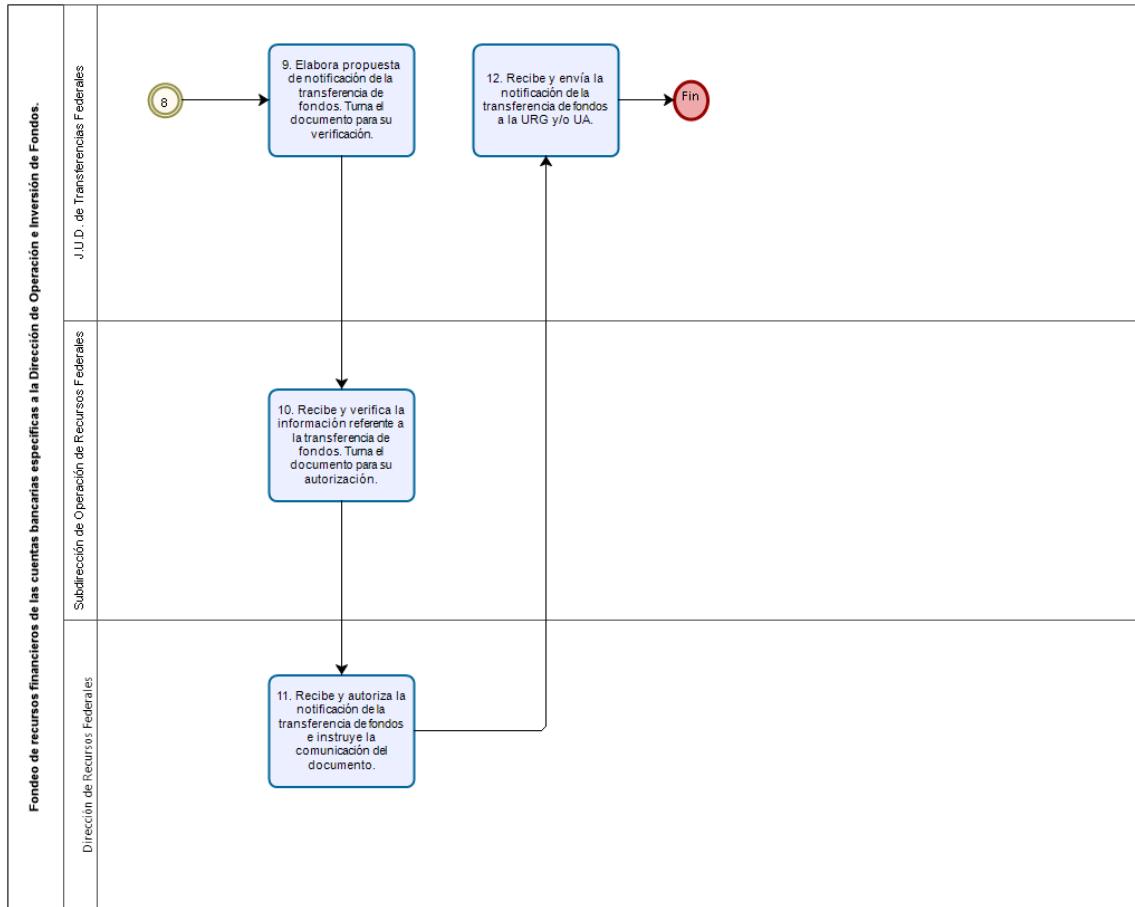 Fondeo de recursos financieros de las cuentas bancarias especificas a la Dirección de Operación e Inversión de Fondos.
J.U.D. de Transferencias Federales
8
9. Elabora propuesta
de notificación de la
transferencia de
fondos. Turna el
documento para su
verificación.
12. Recibe y envía la
notificación de la
transferencia de fondos
a la URG y/o UA.
Fin
Subdirección de Operación de Recursos Federales
10. Recibe y verifica la
información referente a
la transferencia de
fondos. Turna el
documento para su
autorización.
Dirección de Recursos Federales
11. Recibe y autoriza la
notificación de la
transferencia de fondos
e instruye la
comunicación del
documento.